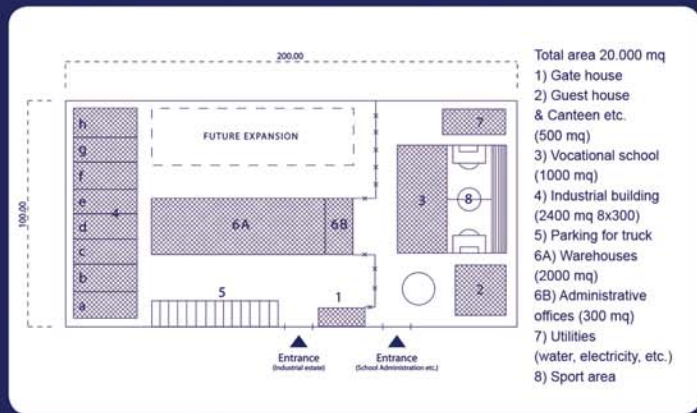 200.00
100.00
h
g
f
e
4
d
c
b
a
FUTURE EXPANSION
7
3
8
6A
6B
5
1
2
Entrance
(Industrial estate)
Entrance
(School Administration etc.)
Total area 20.000 mq
1) Gate house
2) Guest house
& Canteen etc.
(500 mq)
3) Vocational school
(1000 mq)
4) Industrial building
(2400 mq 8x300)
5) Parking for truck
6A) Warehouses
(2000 mq)
6B) Administrative
offices (300 mq)
7) Utilities
(water, electricity, etc.)
8) Sport area